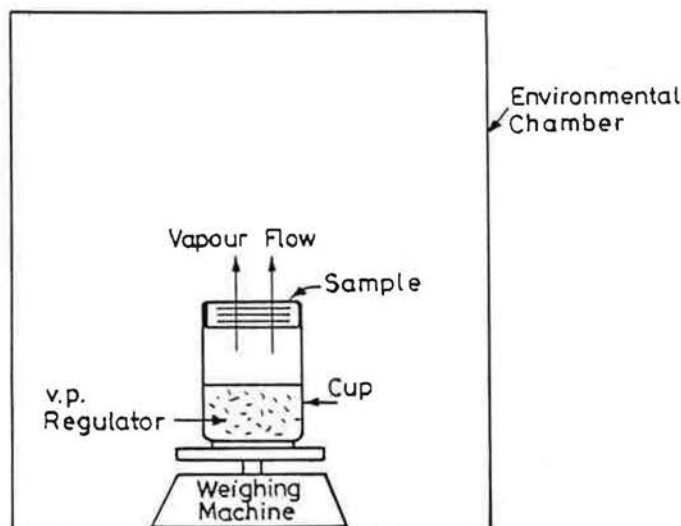 Environmental
Chamber
Vapour Flow
Sample
Cup
v.p.
Regulator
Weighing
Machine